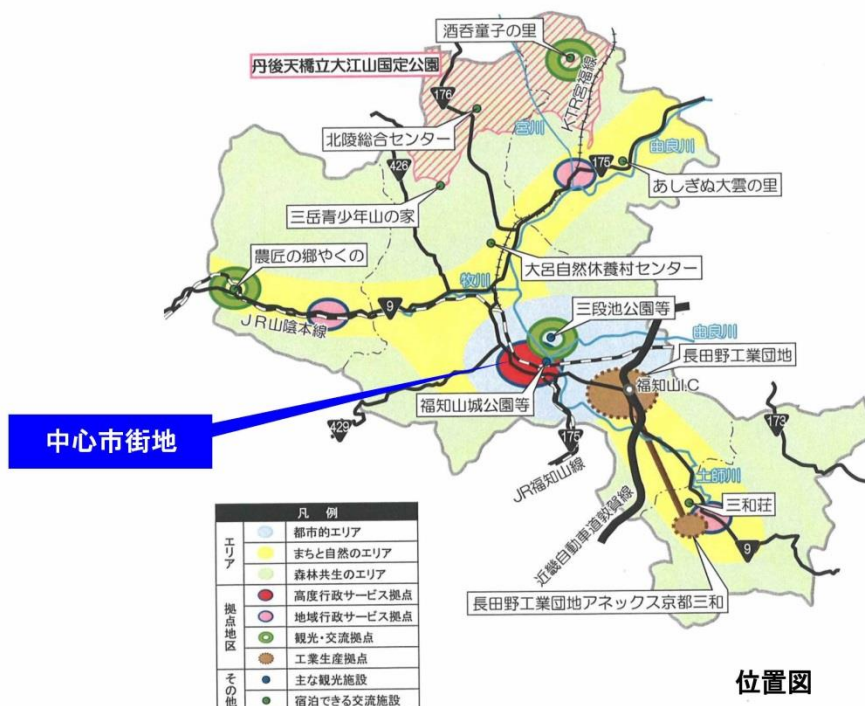 酒呑童子の里
丹後天橋立大江山国定公園
176
KTR宮福線
宮川
北陵総合センター
426
175
由良川
あしぎぬ大雲の里
三岳青少年山の家
農匠の郷やくの
大呂自然休養村センター
牧川
9
JR山陰本線
三段池公園等
由良川
長田野工業団地
福知山I.C
福知山城公園等
中心市街地
429
175
JR福知山線
173
土師川
三和荘
近畿自動車道敦賀線
9
長田野工業団地アネックス京都三和
凡例
エリア
都市的エリア
まちと自然のエリア
森林共生のエリア
拠点地区
高度行政サービス拠点
地域行政サービス拠点
観光・交流拠点
工業生産拠点
その他
主な観光施設
宿泊できる交流施設
位置図